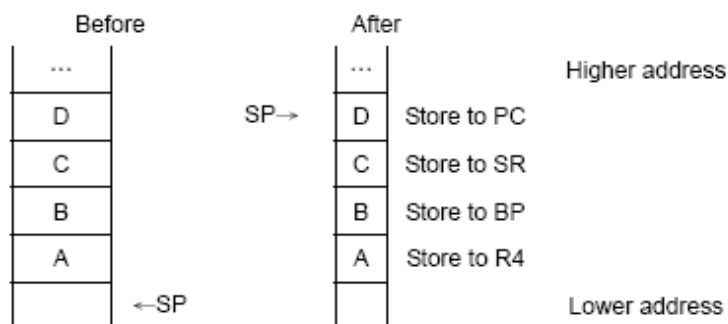 Before After
... ... Higher address
D SP→ D Store to PC
C C Store to SR
B B Store to BP
A A Store to R4
←SP Lower address